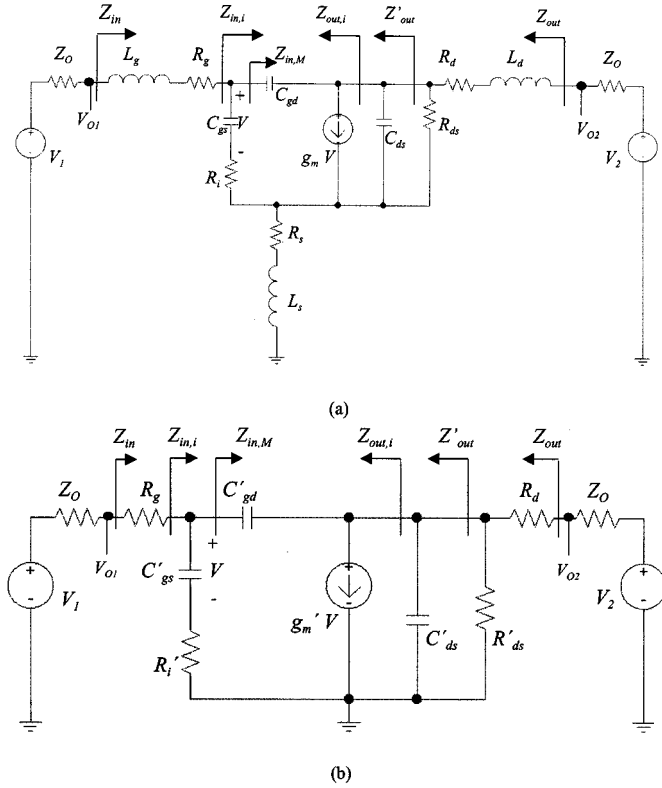 Z_in Z_in,i Z_out,i Z'_out Z_out
Z_O L_g R_g Z_in,M R_d L_d Z_O
V_O1 + C_gd V_O2
C_gs V g_m V C_ds R_ds
V_1 - V_2
R_i
R_s
L_s
(a)
Z_in Z_in,i Z_in,M Z_out,i Z'_out Z_out
Z_O R_g C'_gd R_d Z_O
V_O1 + V_O2
V_1 C'_gs V g_m' V C'_ds R'_ds V_2
-
R_i'
(b)